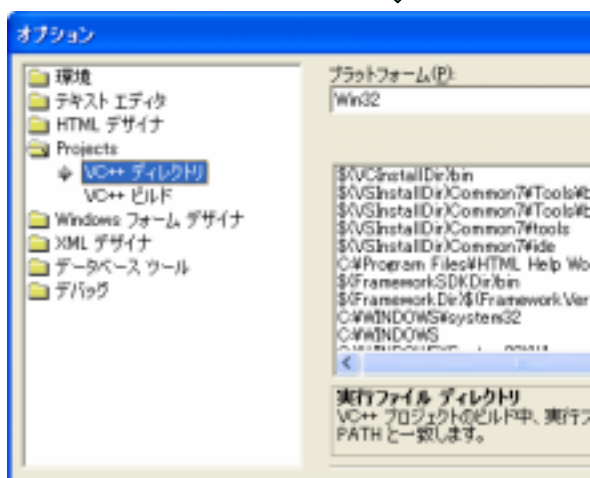 オプション
環境
テキスト エディタ
HTML デザイナ
Projects
VC++ ディレクトリ
VC++ ビルド
Windows フォーム デザイナ
XML デザイナ
データベース ツール
デバッグ
プラットフォーム(P):
Win32
$(VCInstallDir)bin
$(VSInstallDir)Common7¥Tools¥b
$(VSInstallDir)Common7¥Tools¥b
$(VSInstallDir)Common7¥tools
$(VSInstallDir)Common7¥ide
C:¥Program Files¥HTML Help Wo
$(FrameworkSDKDir)bin
$(FrameworkDir)$(FrameworkVer
C:¥WINDOWS¥system32
C:¥WINDOWS
実行ファイル ディレクトリ
VC++ プロジェクトのビルド中、実行フ
PATH と一致します。